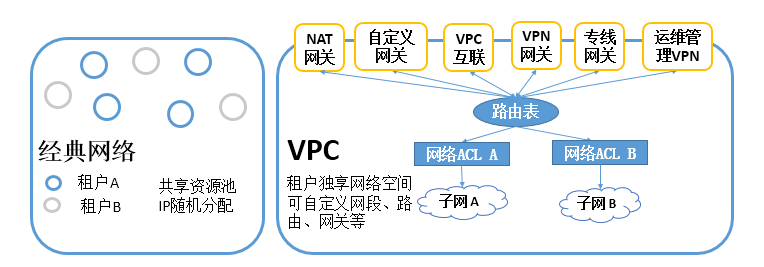 经典网络
租户A
租户B
共享资源池
IP随机分配
NAT
网关
自定义
网关
VPC
互联
VPN
网关
专线
网关
运维管
理VPN
路由表
网络ACL A
网络ACL B
子网A
子网B
VPC
租户独享网络空间
可自定义网段、路
由、网关等